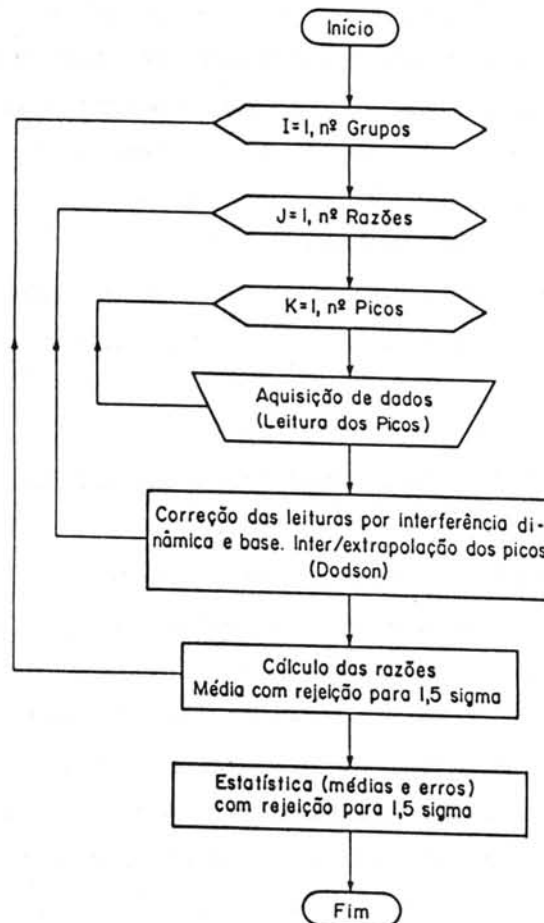 Início
I=1, nº Grupos
J=1, nº Razões
K=1, nº Picos
Aquisição de dados
(Leitura dos Picos)
Correção das leituras por interferência di-
nâmica e base. Inter/extrapolação dos picos
(Dodson)
Cálculo das razões
Média com rejeição para 1,5 sigma
Estatística (médias e erros)
com rejeição para 1,5 sigma
Fim